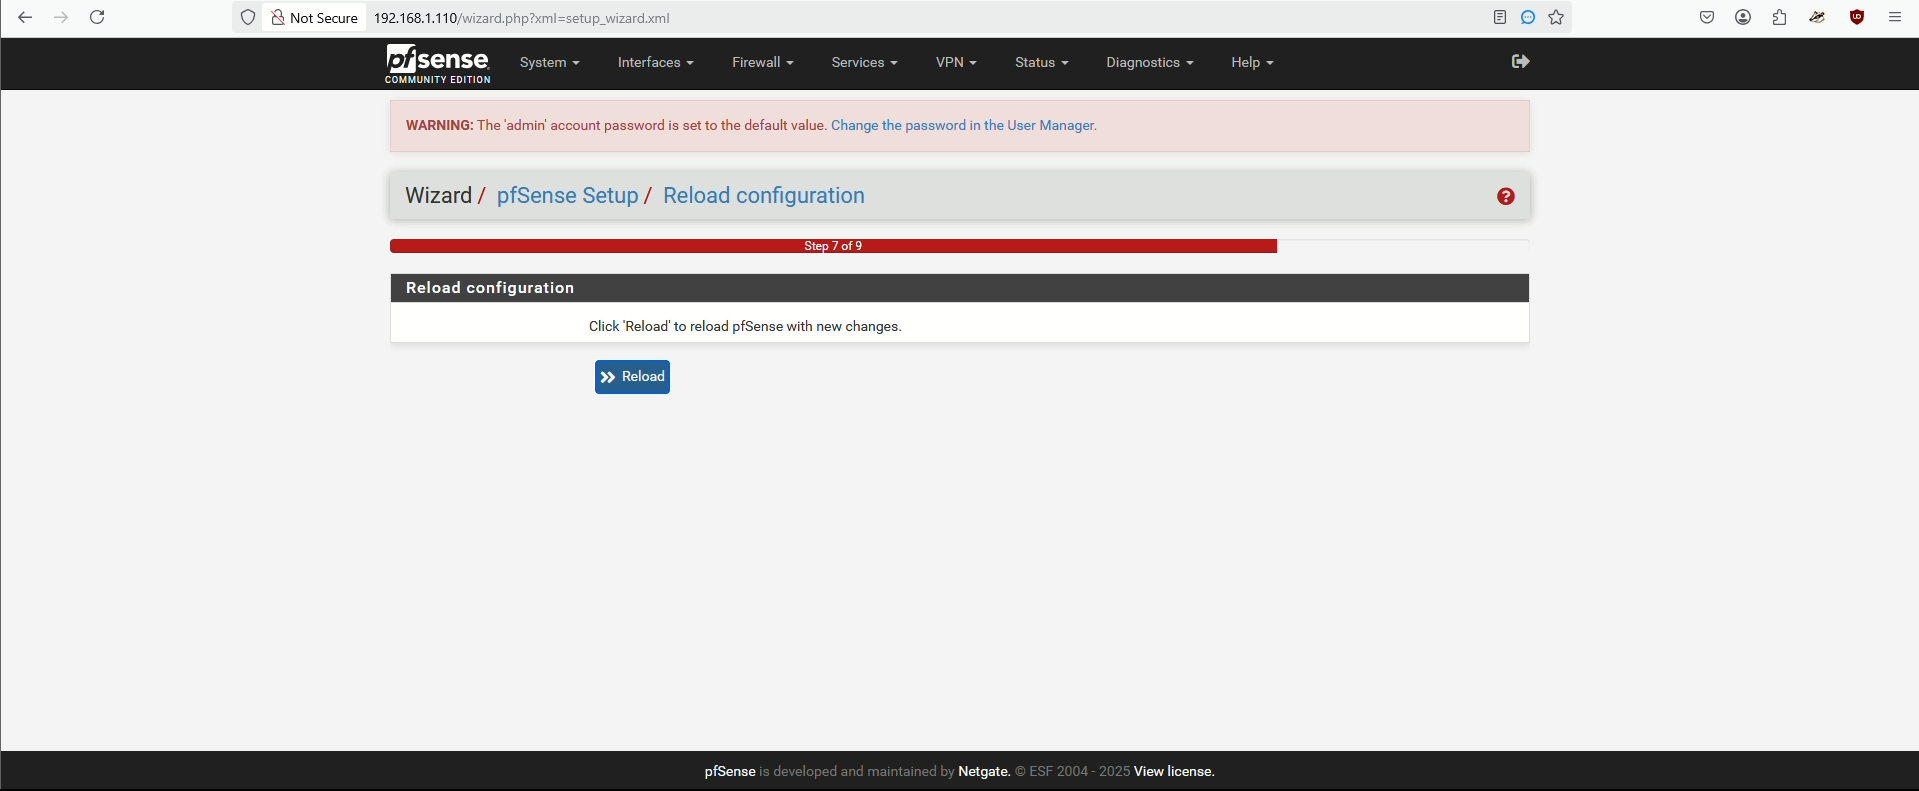 Not Secure 192.168.1.110/wizard.php?xml=setup_wizard.xml
pfsense COMMUNITY EDITION
System Interfaces Firewall Services VPN Status Diagnostics Help
WARNING: The 'admin' account password is set to the default value. Change the password in the User Manager.
Wizard / pfSense Setup / Reload configuration
Step 7 of 9
Reload configuration
Click 'Reload' to reload pfSense with new changes.
Reload
pfSense is developed and maintained by Netgate. © ESF 2004 - 2025 View license.